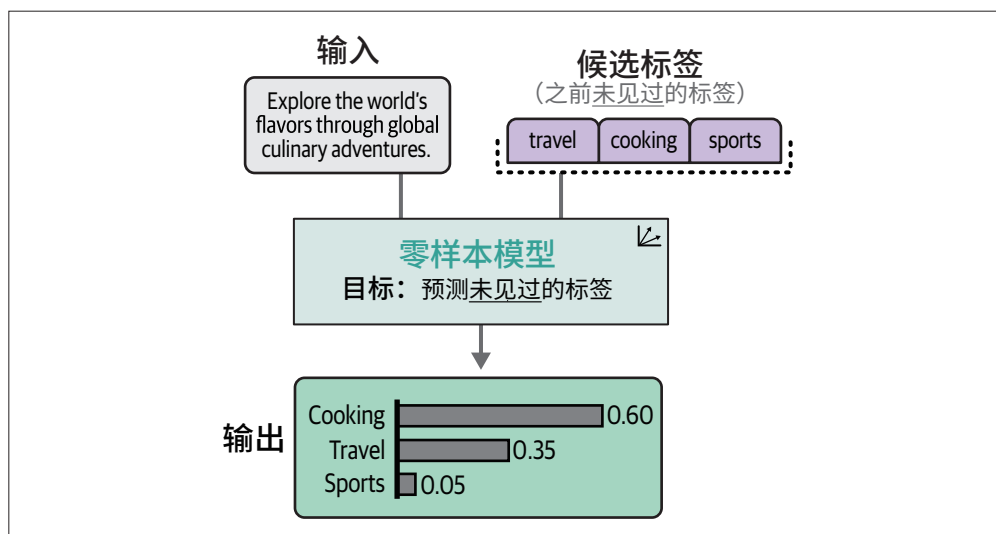 输入
Explore the world's
flavors through global
culinary adventures.
候选标签
（之前未见过的标签）
travel cooking sports
零样本模型
目标：预测未见过的标签
输出
Cooking 0.60
Travel 0.35
Sports 0.05